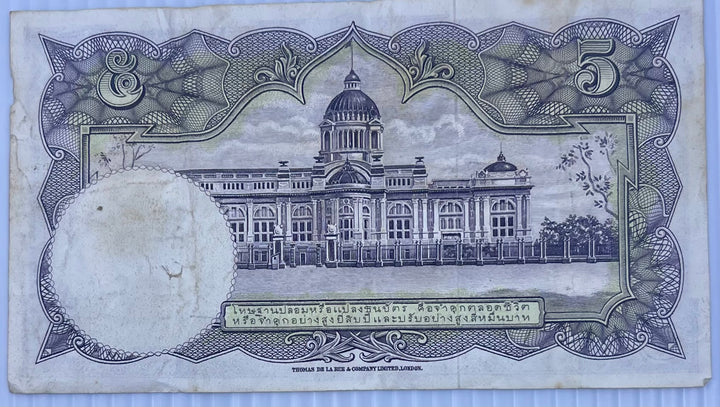 ๕ 5
โทษฐานปลอมหรือแปลงธนบัตร คือจำคุกตลอดชีวิต
หรือจำคุกอย่างสูงยี่สิบปีและปรับอย่างสูงสี่หมื่นบาท
THOMAS DE LA RUE & COMPANY LIMITED, LONDON.